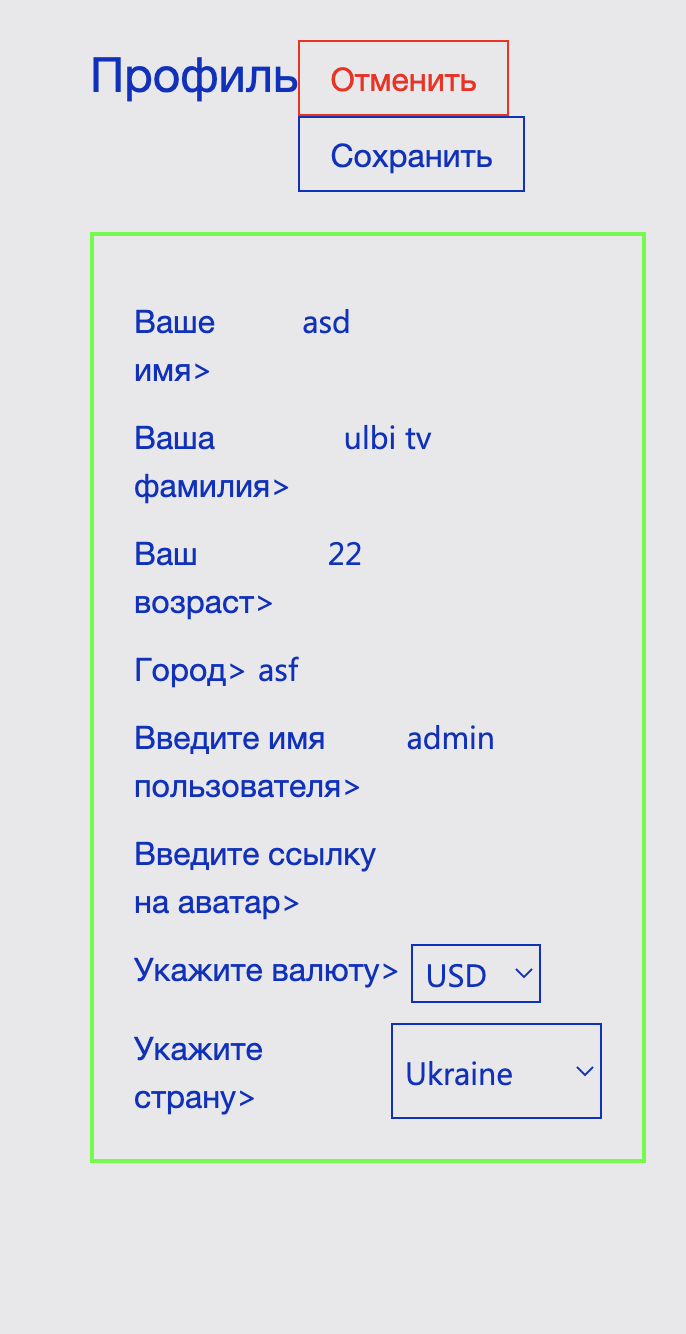 Профиль Отменить
Сохранить
Ваше asd
имя>
Ваша ulbi tv
фамилия>
Ваш 22
возраст>
Город> asf
Введите имя admin
пользователя>
Введите ссылку
на аватар>
Укажите валюту> USD
Укажите
страну> Ukraine